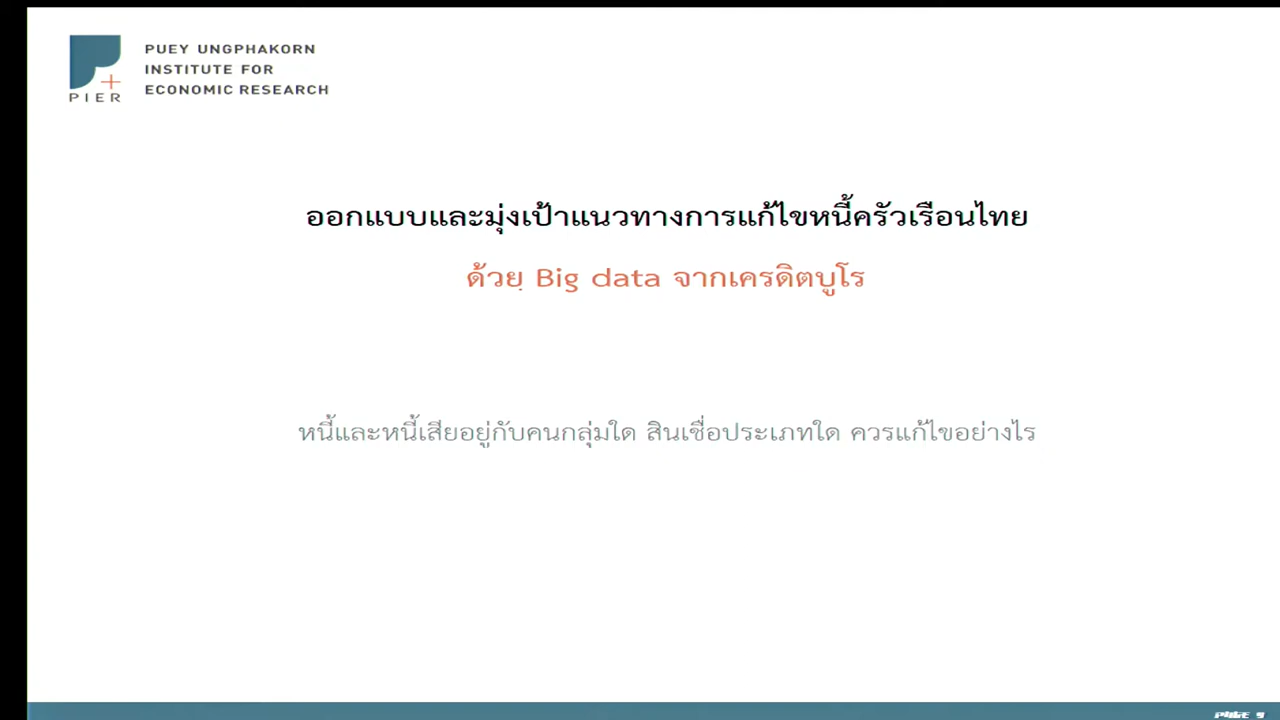 PUEY UNGPHAKORN
INSTITUTE FOR
ECONOMIC RESEARCH
PIER
ออกแบบและมุ่งเป้าแนวทางการแก้ไขหนี้ครัวเรือนไทย
ด้วยฺ Big data จากเครดิตบูโร
หนี้และหนี้เสียอยู่กับคนกลุ่มใด สินเชื่อประเภทใด ควรแก้ไขอย่างไร